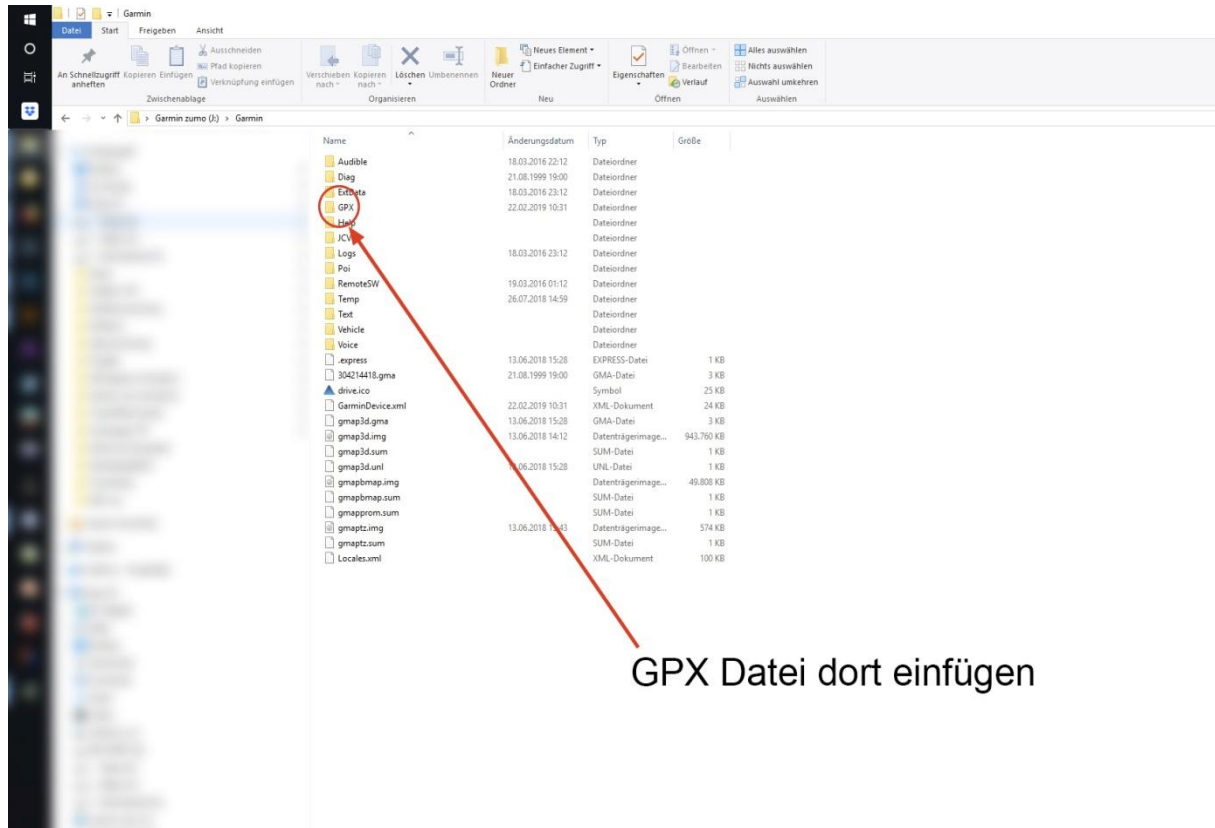 Garmin
Datei Start Freigeben Ansicht
An Schnellzugriff anheften
Kopieren
Einfügen
Ausschneiden
Pfad kopieren
Verknüpfung einfügen
Zwischenablage
Verschieben nach
Kopieren nach
Löschen
Umbenennen
Organisieren
Neuer Ordner
Neues Element
Einfacher Zugriff
Neu
Eigenschaften
Öffnen
Bearbeiten
Verlauf
Öffnen
Alles auswählen
Nichts auswählen
Auswahl umkehren
Auswählen
Garmin zumo (J:) > Garmin
Name Änderungsdatum Typ Größe
Audible 18.03.2016 22:12 Dateiordner
Diag 21.08.1999 19:00 Dateiordner
ExtData 18.03.2016 23:12 Dateiordner
GPX 22.02.2019 10:31 Dateiordner
Help Dateiordner
Dateiordner
Logs 18.03.2016 23:12 Dateiordner
Poi Dateiordner
RemoteSW 19.03.2016 01:12 Dateiordner
Temp 26.07.2018 14:59 Dateiordner
Text Dateiordner
Vehicle Dateiordner
Voice Dateiordner
.express 13.06.2018 15:28 EXPRESS-Datei 1 KB
304214418.gma 21.08.1999 19:00 GMA-Datei 3 KB
drive.ico Symbol 25 KB
GarminDevice.xml 22.02.2019 10:31 XML-Dokument 24 KB
gmap3d.gma 13.06.2018 15:28 GMA-Datei 3 KB
gmap3d.img 13.06.2018 14:12 Datenträgerimage... 943.760 KB
gmap3d.sum SUM-Datei 1 KB
gmap3d.unl 15:28 UNL-Datei 1 KB
gmapbmap.img Datenträgerimage... 49.808 KB
gmapbmap.sum SUM-Datei 1 KB
gmapprom.sum SUM-Datei 1 KB
gmaptz.img 13.06.2018 Datenträgerimage... 574 KB
gmaptz.sum SUM-Datei 1 KB
Locales.xml XML-Dokument 100 KB
GPX Datei dort einfügen